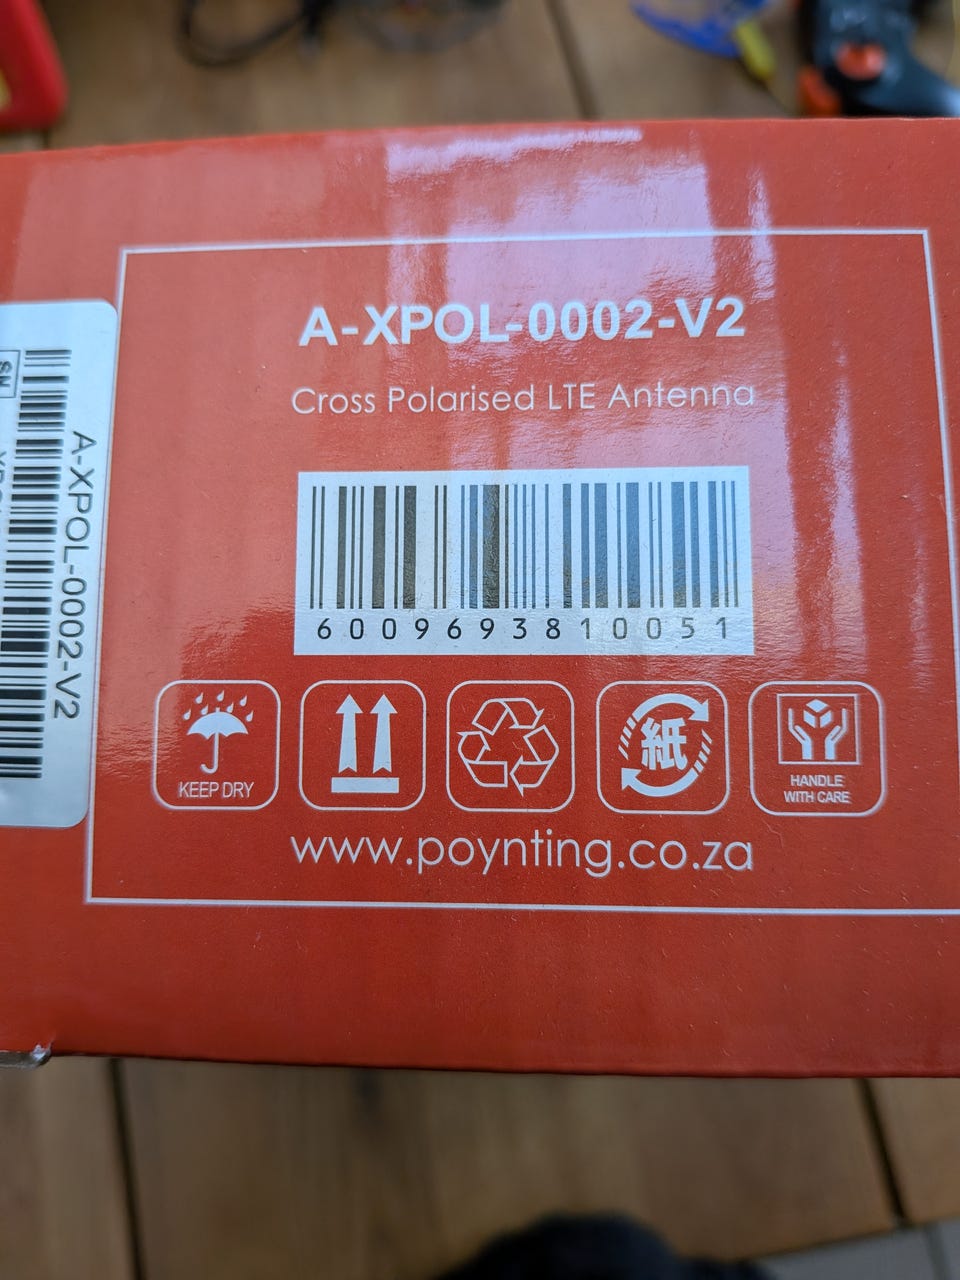 A-XPOL-0002-V2
Cross Polarised LTE Antenna
6009693810051
KEEP DRY
紙
HANDLE
WITH CARE
www.poynting.co.za
SN
A-XPOL-0002-V2